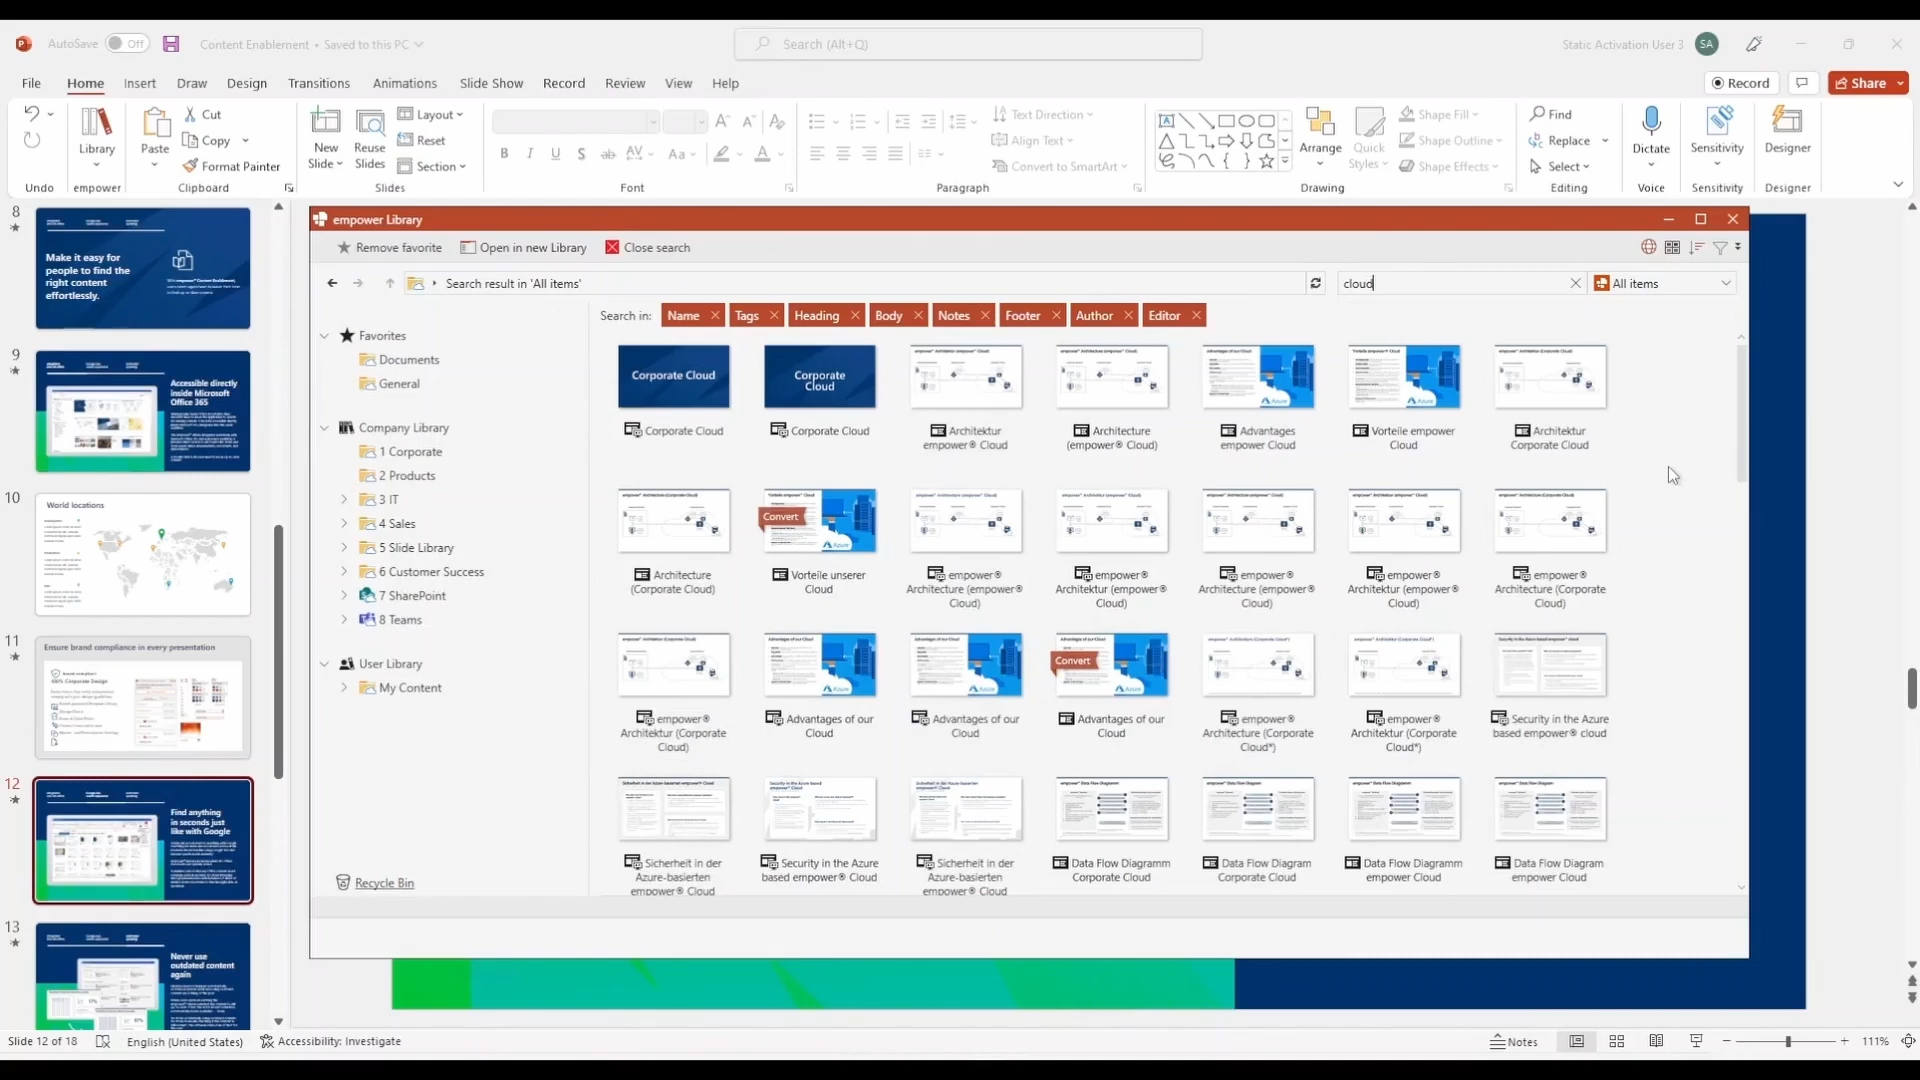 AutoSave Off Content Enablement • Saved to this PC
Search (Alt+Q)
Static Activation User 3 SA
File Home Insert Draw Design Transitions Animations Slide Show Record Review View Help
Record Share
Undo
Library
empower
Paste
Cut
Copy
Format Painter
Clipboard
New Slide
Reuse Slides
Layout
Reset
Section
Slides
Font
Text Direction
Align Text
Convert to SmartArt
Paragraph
Arrange
Quick Styles
Shape Fill
Shape Outline
Shape Effects
Drawing
Find
Replace
Select
Editing
Dictate
Voice
Sensitivity
Sensitivity
Designer
Designer
8
Make it easy for
people to find the
right content
effortlessly.
9
Accessible directly
inside Microsoft
Office 365
10
World locations
11
Ensure brand compliance in every presentation
100% Corporate Design
12
Find anything
in seconds just
like with Google
13
Never use
outdated content
again
empower Library
Remove favorite Open in new Library Close search
Search result in 'All items'
cloud
All items
Search in: Name Tags Heading Body Notes Footer Author Editor
Favorites
Documents
General
Company Library
1 Corporate
2 Products
3 IT
4 Sales
5 Slide Library
6 Customer Success
7 SharePoint
8 Teams
User Library
My Content
Recycle Bin
Corporate Cloud
Corporate Cloud
Corporate
Cloud
Corporate Cloud
Architektur
empower® Cloud
Architecture
(empower® Cloud)
Azure
Advantages
empower Cloud
Azure
Vorteile empower
Cloud
Architektur
Corporate Cloud
Architecture
(Corporate Cloud)
Convert
Azure
Vorteile unserer
Cloud
empower®
Architecture (empower®
Cloud)
empower®
Architektur (empower®
Cloud)
empower®
Architecture (empower®
Cloud)
empower®
Architektur (empower®
Cloud)
empower®
Architecture (Corporate
Cloud)
empower®
Architektur (Corporate
Cloud)
Azure
Advantages of our
Cloud
Azure
Advantages of our
Cloud
Convert
Azure
Advantages of our
Cloud
empower®
Architecture (Corporate
Cloud*)
empower®
Architektur (Corporate
Cloud*)
Security in the Azure
based empower® cloud
Sicherheit in der
Azure-basierten
empower® Cloud
Security in the Azure
based empower® Cloud
Sicherheit in der
Azure-basierten
empower® Cloud
Data Flow Diagramm
Corporate Cloud
Data Flow Diagram
Corporate Cloud
Data Flow Diagramm
empower Cloud
Data Flow Diagram
empower Cloud
Slide 12 of 18 English (United States) Accessibility: Investigate
Notes 111%